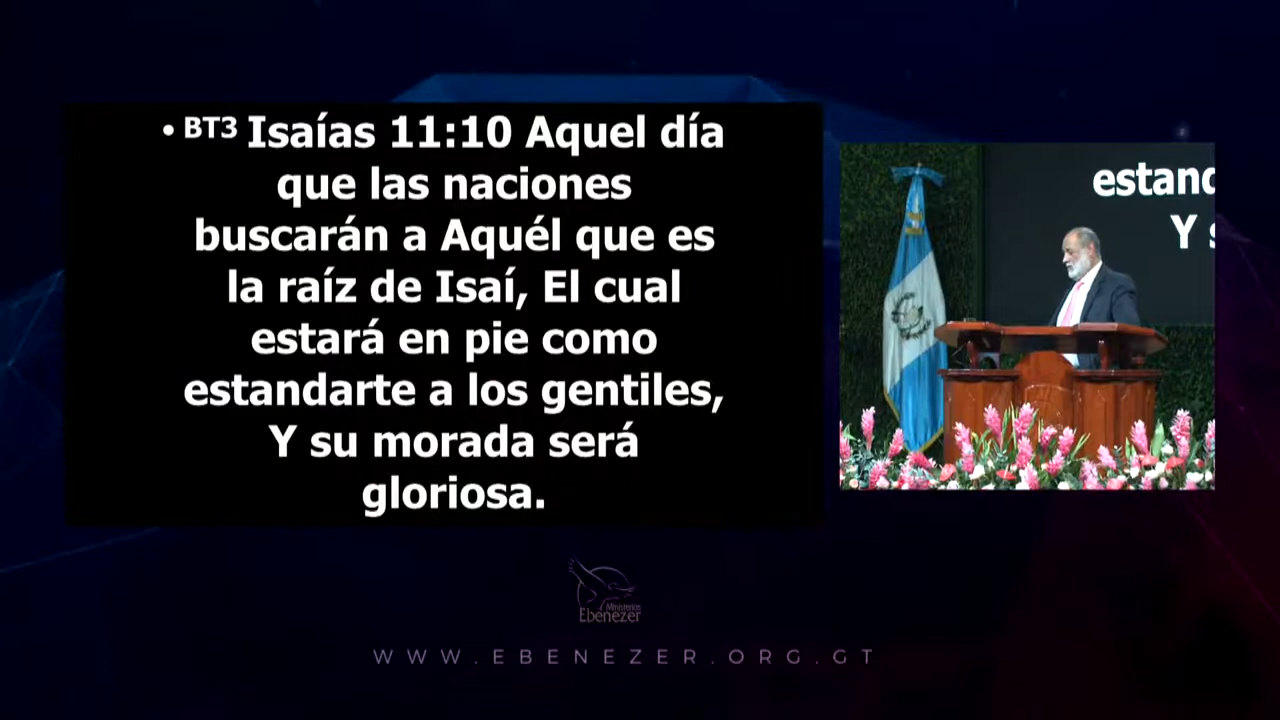 • BT3 Isaías 11:10 Aquel día
que las naciones
buscarán a Aquél que es
la raíz de Isaí, El cual
estará en pie como
estandarte a los gentiles,
Y su morada será
gloriosa.
estand
Y s
Ministerios
Ebenezer
WWW.EBENEZER.ORG.GT